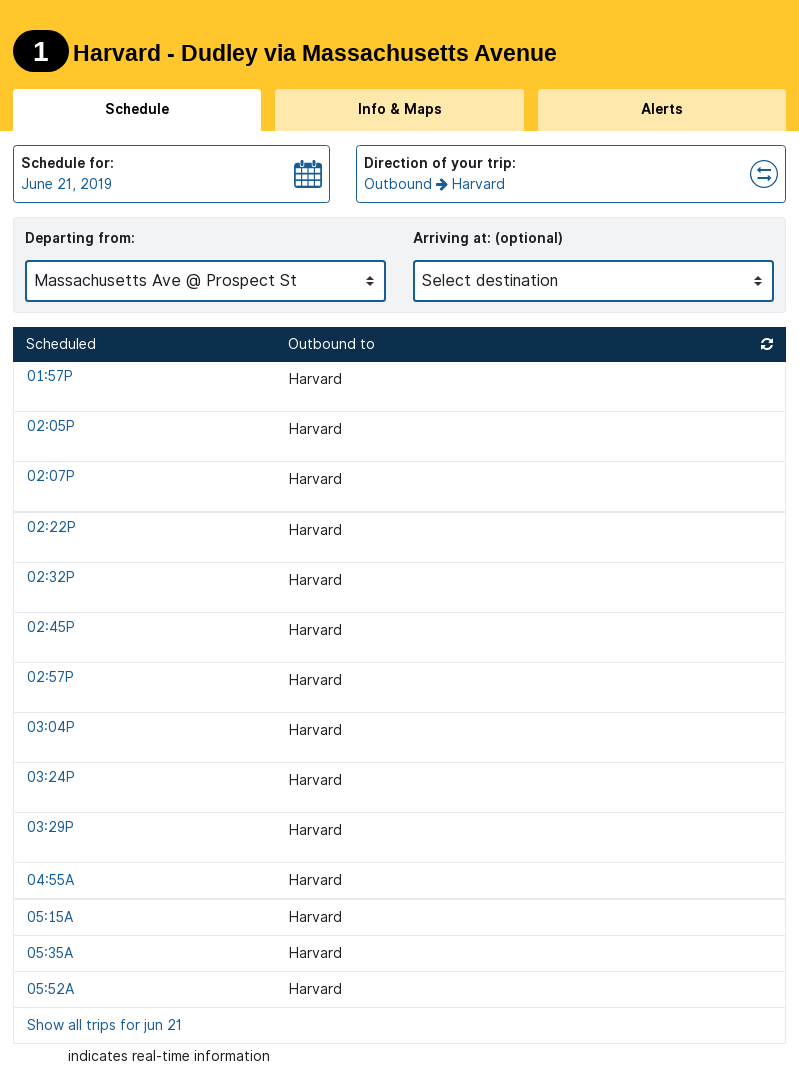 1 Harvard - Dudley via Massachusetts Avenue
Schedule Info & Maps Alerts
Schedule for:
June 21, 2019
Direction of your trip:
Outbound Harvard
Departing from:
Massachusetts Ave @ Prospect St
Arriving at: (optional)
Select destination
Scheduled Outbound to
01:57P Harvard
02:05P Harvard
02:07P Harvard
02:22P Harvard
02:32P Harvard
02:45P Harvard
02:57P Harvard
03:04P Harvard
03:24P Harvard
03:29P Harvard
04:55A Harvard
05:15A Harvard
05:35A Harvard
05:52A Harvard
Show all trips for jun 21
indicates real-time information